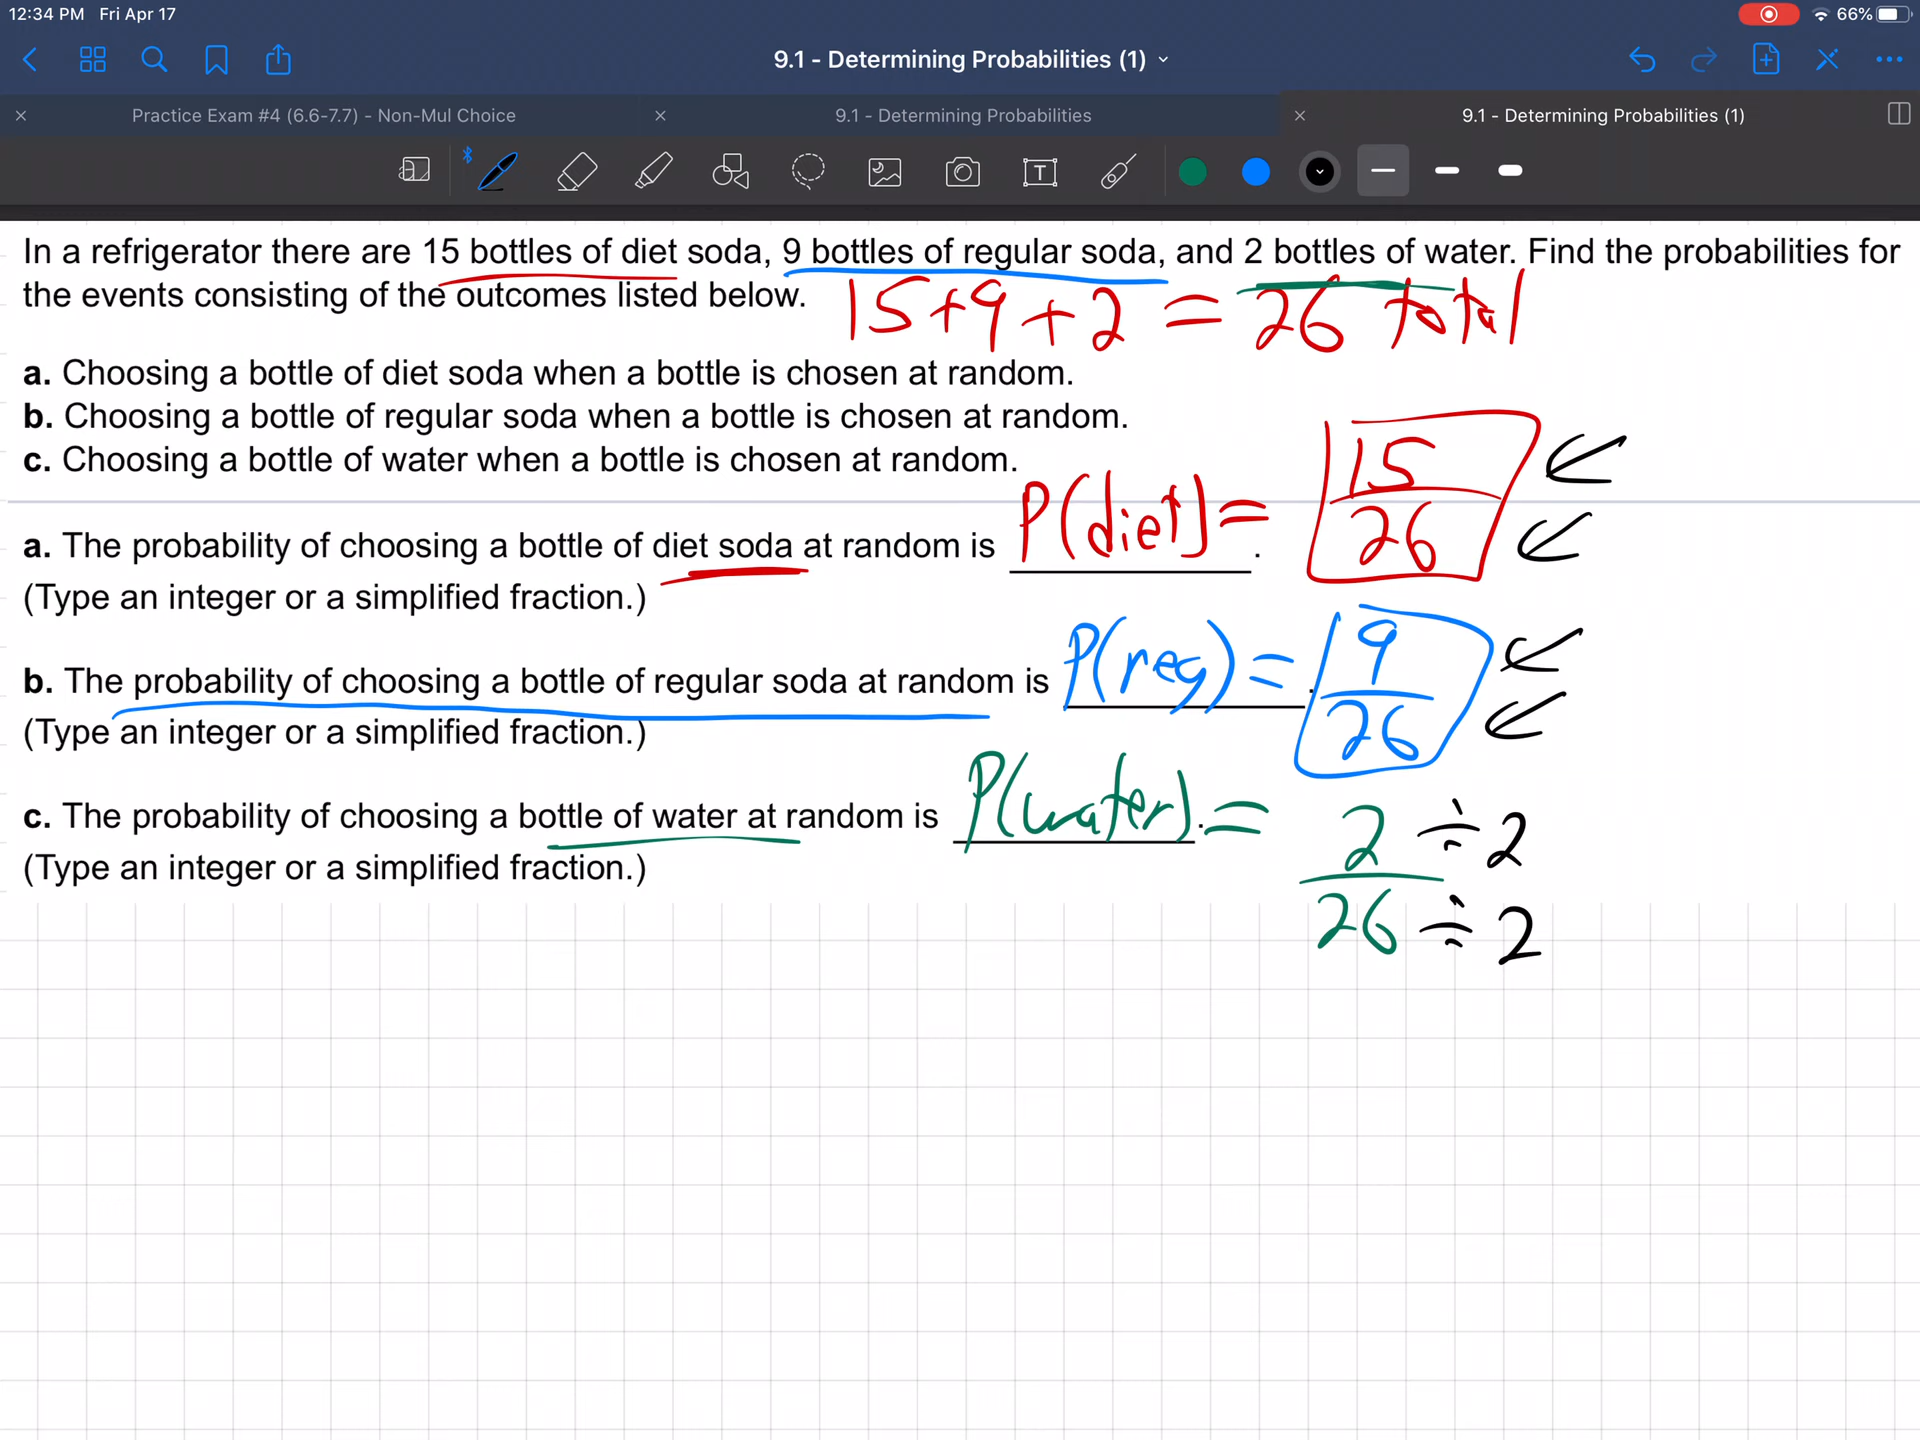 12:34 PM Fri Apr 17 66%
9.1 - Determining Probabilities (1)
Practice Exam #4 (6.6-7.7) - Non-Mul Choice
9.1 - Determining Probabilities
9.1 - Determining Probabilities (1)
T
In a refrigerator there are 15 bottles of diet soda, 9 bottles of regular soda, and 2 bottles of water. Find the probabilities for
the events consisting of the outcomes listed below.
15+9+2 = 26 total
a. Choosing a bottle of diet soda when a bottle is chosen at random.
b. Choosing a bottle of regular soda when a bottle is chosen at random.
c. Choosing a bottle of water when a bottle is chosen at random.
a. The probability of choosing a bottle of diet soda at random is P(diet)= .
15
26
(Type an integer or a simplified fraction.)
b. The probability of choosing a bottle of regular soda at random is P(reg) = .
9
26
(Type an integer or a simplified fraction.)
c. The probability of choosing a bottle of water at random is P(water). =
2 ÷ 2
26 ÷ 2
(Type an integer or a simplified fraction.)